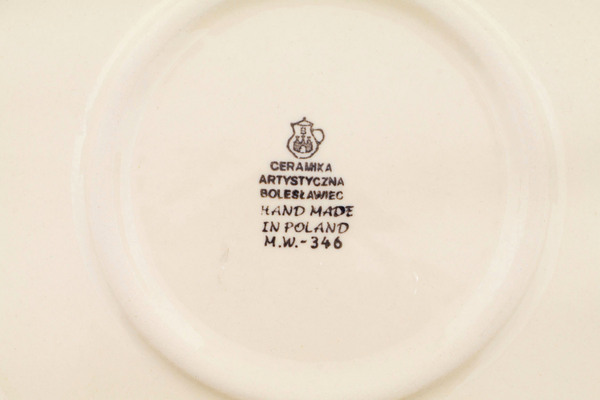 CERAMIKA
ARTYSTYCZNA
BOLESŁAWIEC
HAND MADE
IN POLAND
M.W.-346